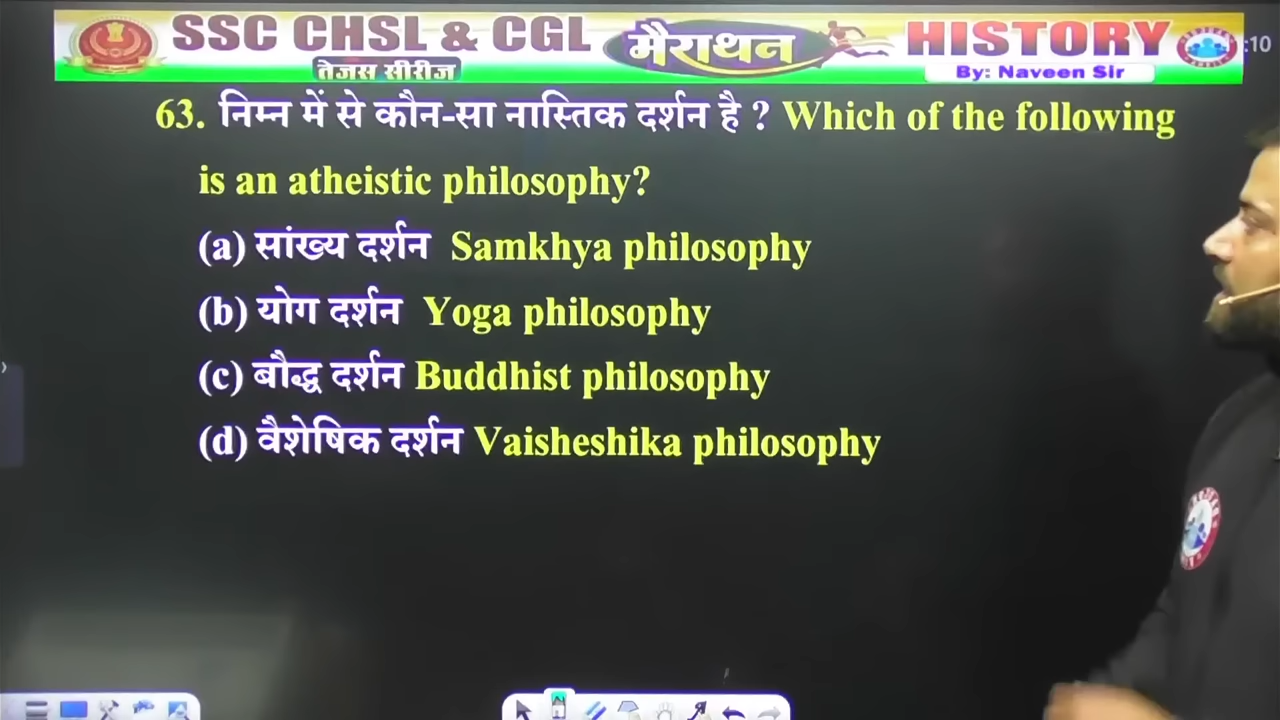 SSC CHSL & CGL मैराथन HISTORY
:10
तेजस सीरीज By: Naveen Sir
63. निम्न में से कौन-सा नास्तिक दर्शन है ? Which of the following
is an atheistic philosophy?
(a) सांख्य दर्शन Samkhya philosophy
(b) योग दर्शन Yoga philosophy
(c) बौद्ध दर्शन Buddhist philosophy
(d) वैशेषिक दर्शन Vaisheshika philosophy